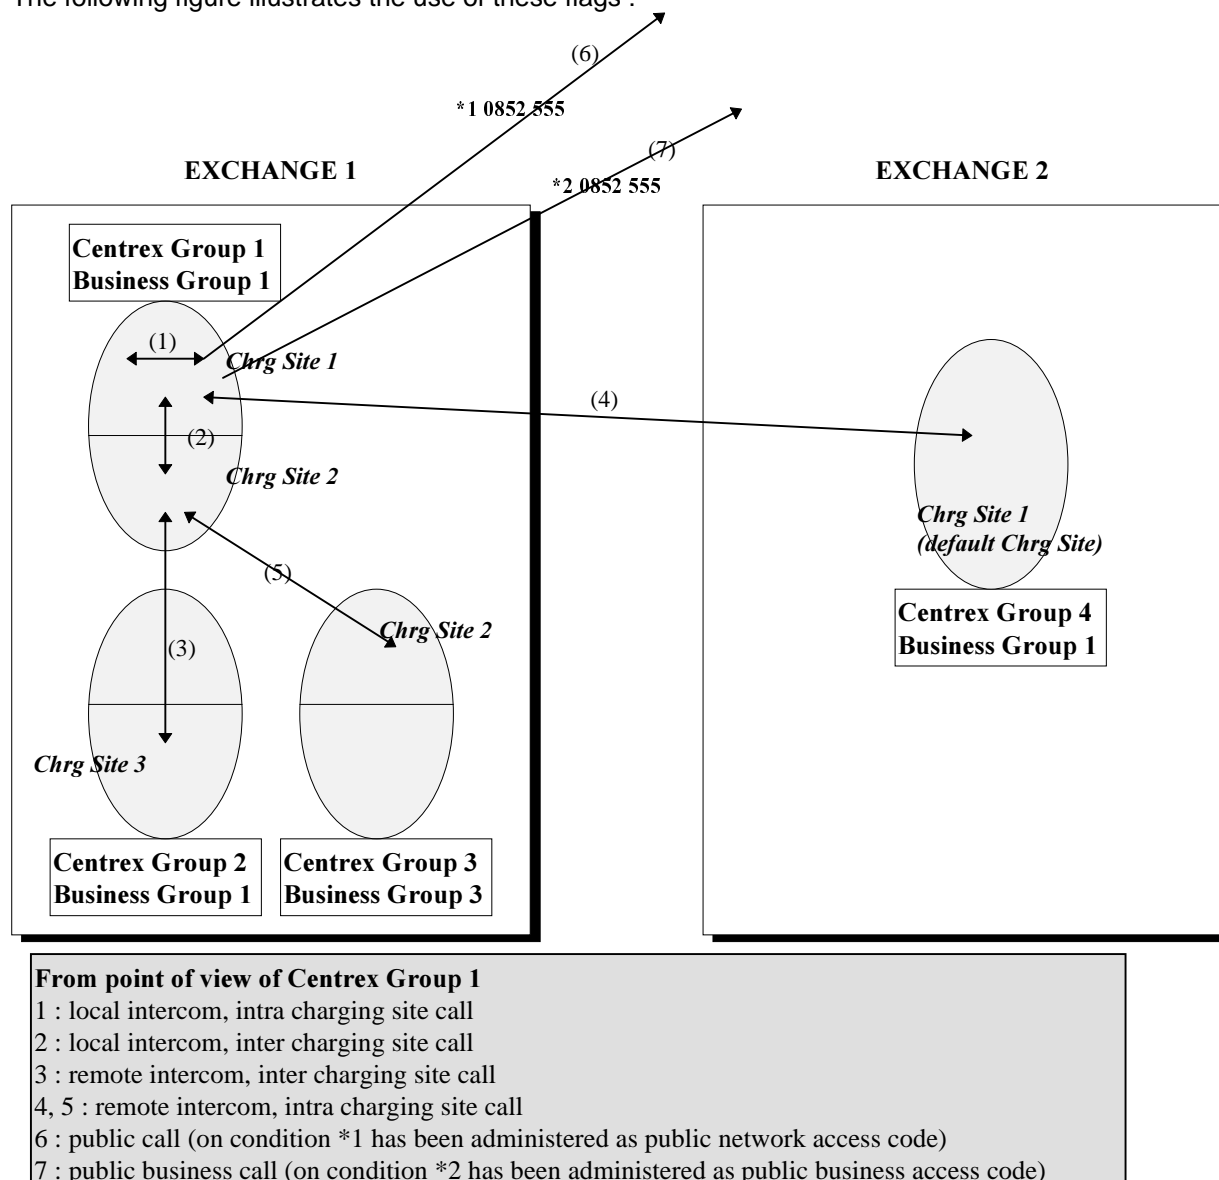 The following figure illustrates the use of these flags :
(6)
*1 0852 555
(7)
*2 0852 555
EXCHANGE 1
EXCHANGE 2
Centrex Group 1
Business Group 1
(1)
Chrg Site 1
(4)
(2)
Chrg Site 2
Chrg Site 1
(default Chrg Site)
(5)
Centrex Group 4
Business Group 1
Chrg Site 2
(3)
Chrg Site 3
Centrex Group 2
Business Group 1
Centrex Group 3
Business Group 3
From point of view of Centrex Group 1
1 : local intercom, intra charging site call
2 : local intercom, inter charging site call
3 : remote intercom, inter charging site call
4, 5 : remote intercom, intra charging site call
6 : public call (on condition *1 has been administered as public network access code)
7 : public business call (on condition *2 has been administered as public business access code)